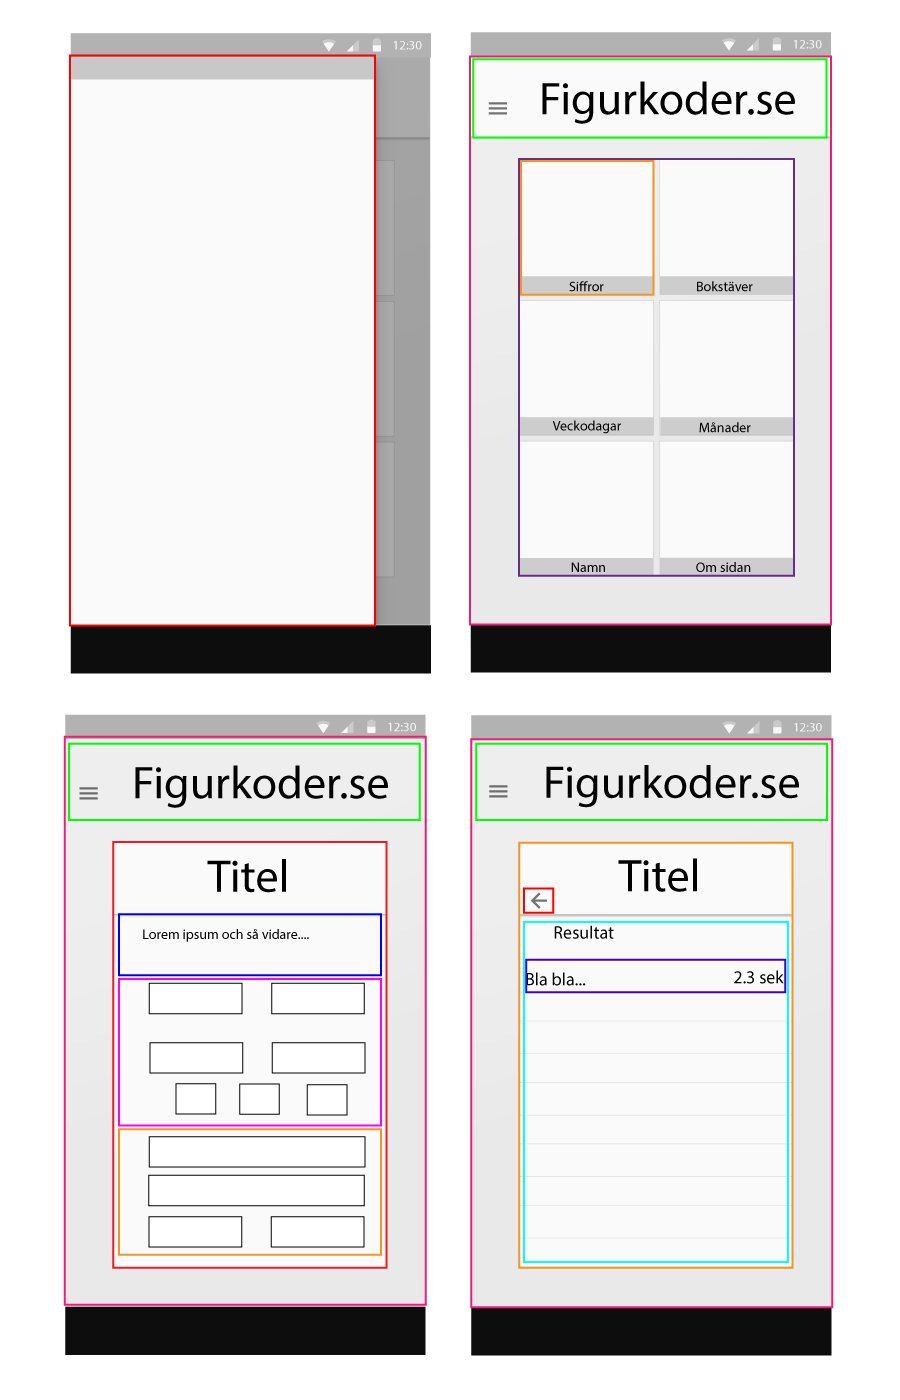 12:30
12:30
Figurkoder.se
Siffror
Bokstäver
Veckodagar
Månader
Namn
Om sidan
12:30
Figurkoder.se
Titel
Lorem ipsum och så vidare....
12:30
Figurkoder.se
Titel
Resultat
Bla bla... 2.3 sek